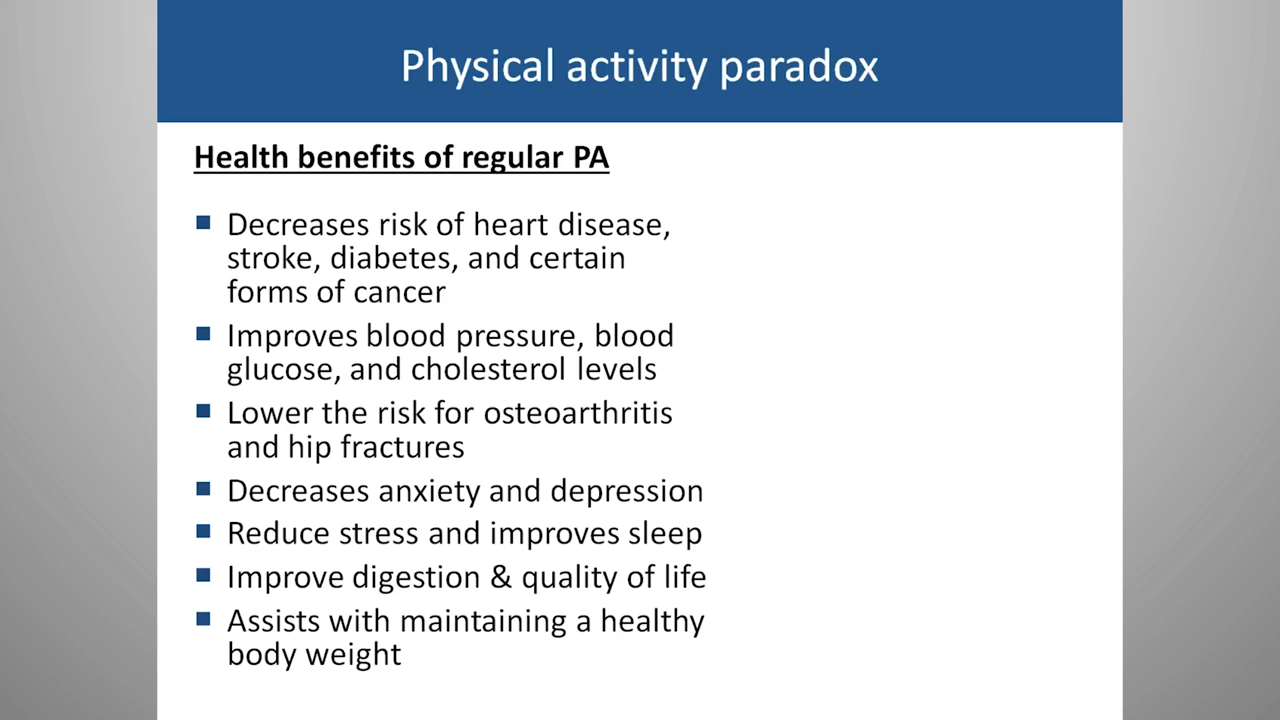 Physical activity paradox
Health benefits of regular PA
Decreases risk of heart disease,
stroke, diabetes, and certain
forms of cancer
Improves blood pressure, blood
glucose, and cholesterol levels
Lower the risk for osteoarthritis
and hip fractures
Decreases anxiety and depression
Reduce stress and improves sleep
Improve digestion & quality of life
Assists with maintaining a healthy
body weight